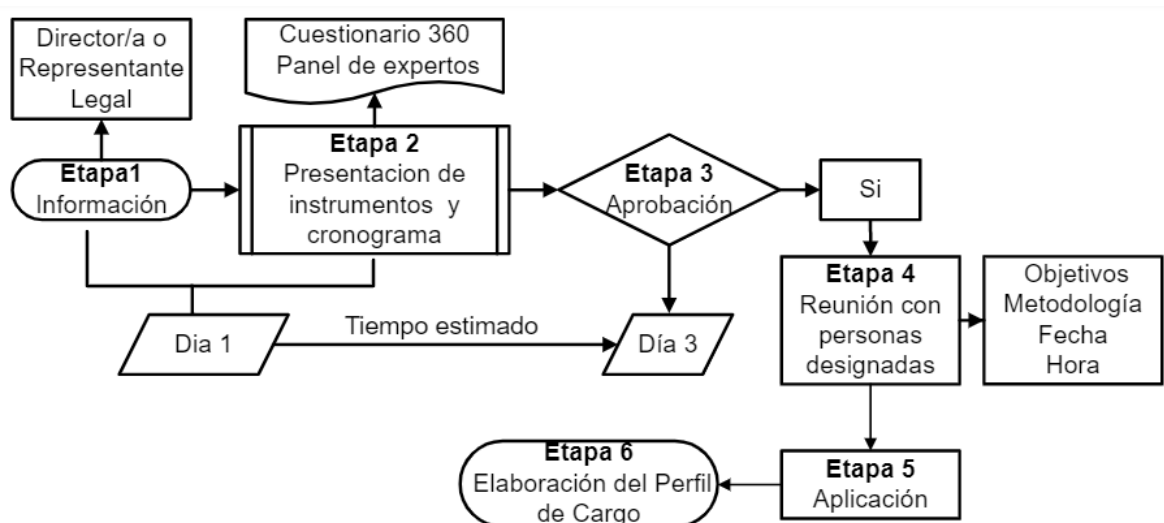 Director/a o
Representante
Legal
Cuestionario 360
Panel de expertos
Etapa1
Información
Etapa 2
Presentacion de
instrumentos y
cronograma
Etapa 3
Aprobación
Si
Etapa 4
Reunión con
personas
designadas
Objetivos
Metodología
Fecha
Hora
Dia 1
Tiempo estimado
Día 3
Etapa 6
Elaboración del Perfil
de Cargo
Etapa 5
Aplicación